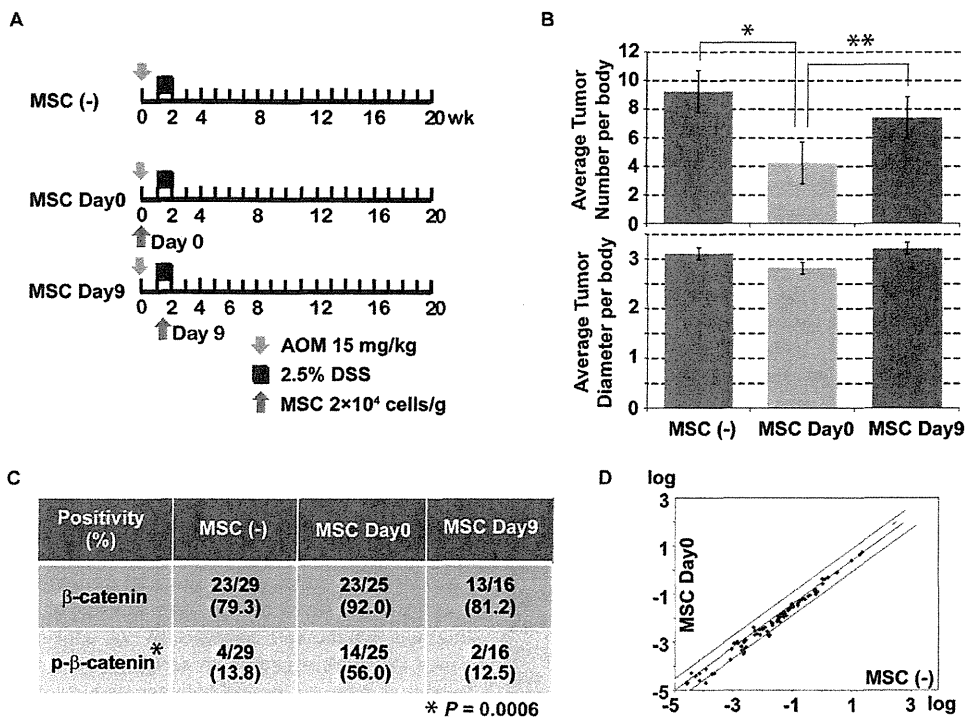 A
MSC (-)
0 2 4 8 12 16 20 wk
MSC Day0
0 2 4 8 12 16 20
Day 0
MSC Day9
0 2 4 6 8 12 16 20
Day 9
AOM 15 mg/kg
2.5% DSS
MSC 2×10⁴ cells/g
B
* **
Average Tumor
Number per body
12
10
8
6
4
2
0
Average Tumor
Diameter per body
3
2
1
0
MSC (-) MSC Day0 MSC Day9
C
Positivity (%) MSC (-) MSC Day0 MSC Day9
β-catenin 23/29 (79.3) 23/25 (92.0) 13/16 (81.2)
p-β-catenin* 4/29 (13.8) 14/25 (56.0) 2/16 (12.5)
* P = 0.0006
D
log
3
1
-1
-3
-5
MSC Day0
MSC (-)
-5 -3 -1 1 3 log